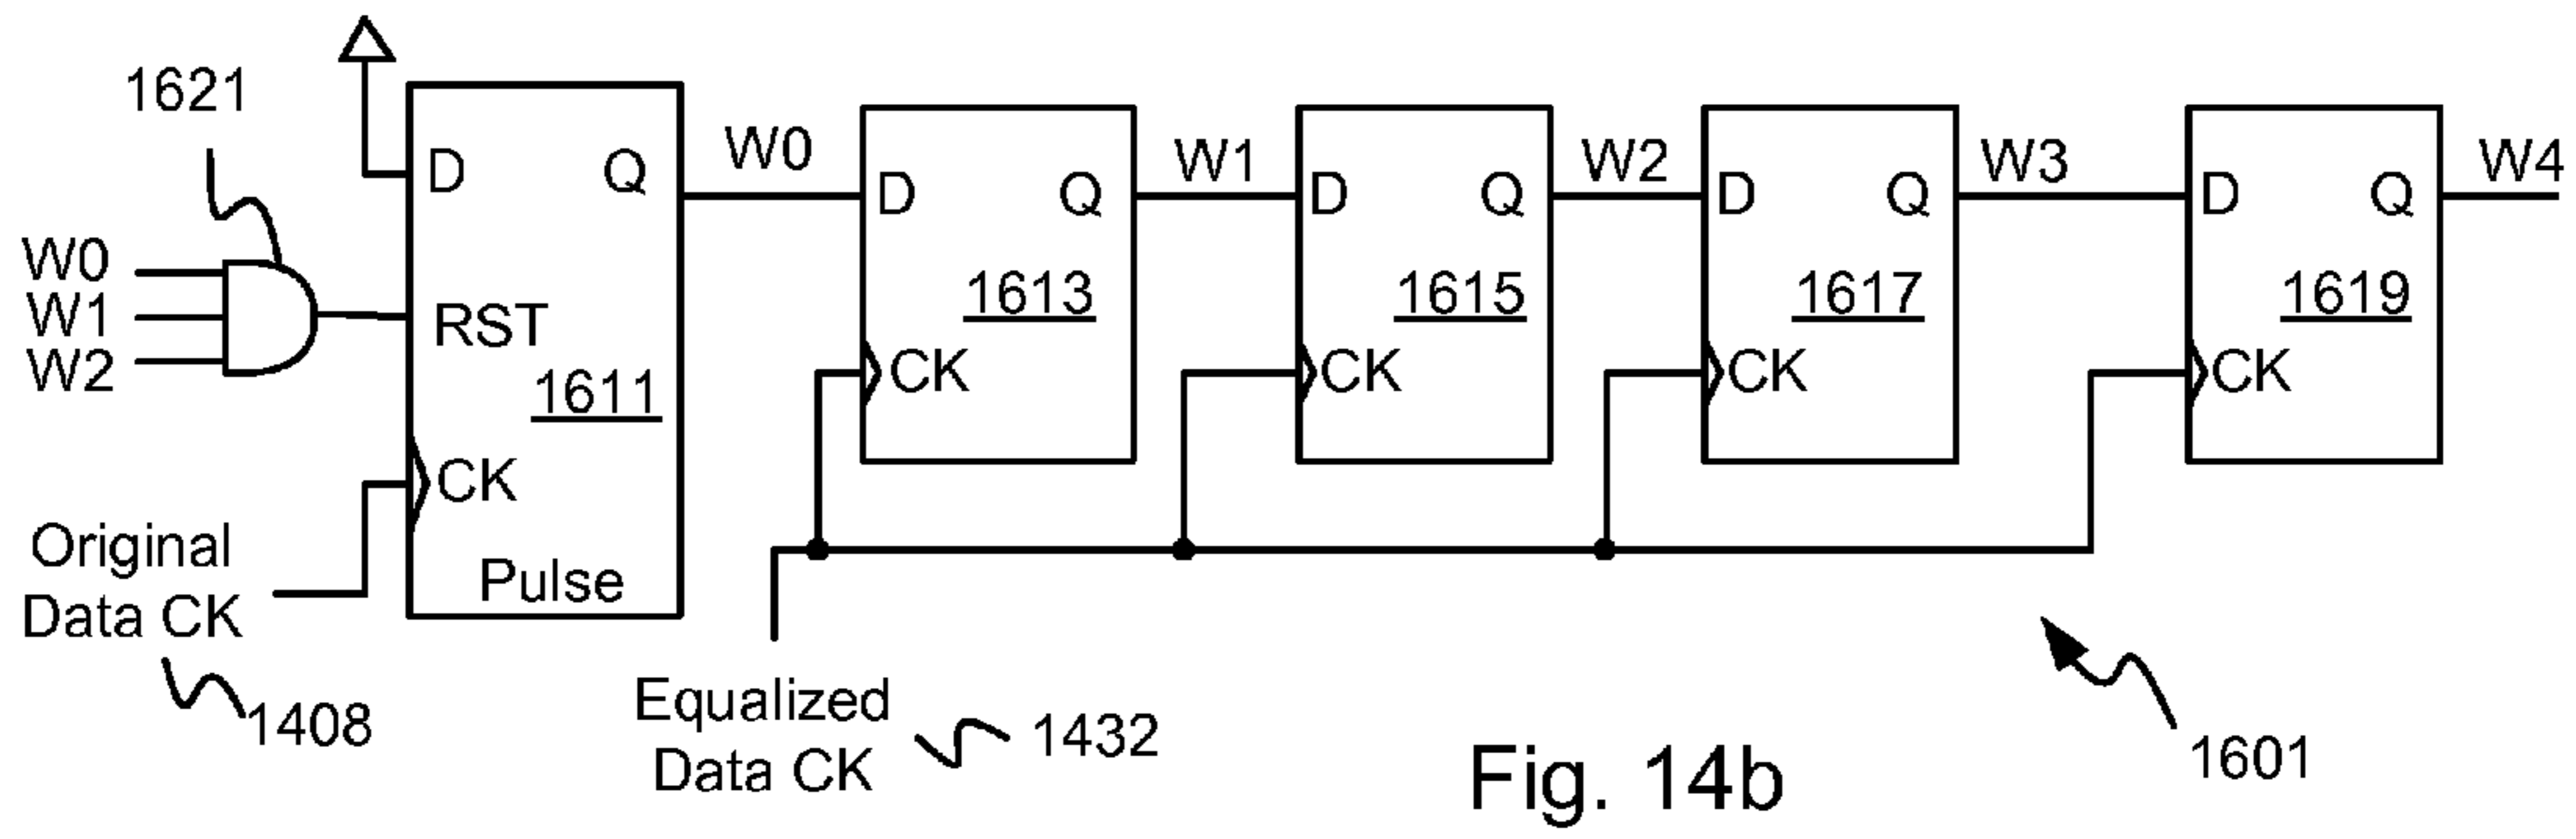 1621
W0
W1
W2
D
Q
RST
1611
CK
Pulse
Original
Data CK
1408
W0
D
Q
1613
CK
W1
D
Q
1615
CK
W2
D
Q
1617
CK
W3
D
Q
1619
CK
W4
Equalized
Data CK
1432
Fig. 14b
1601